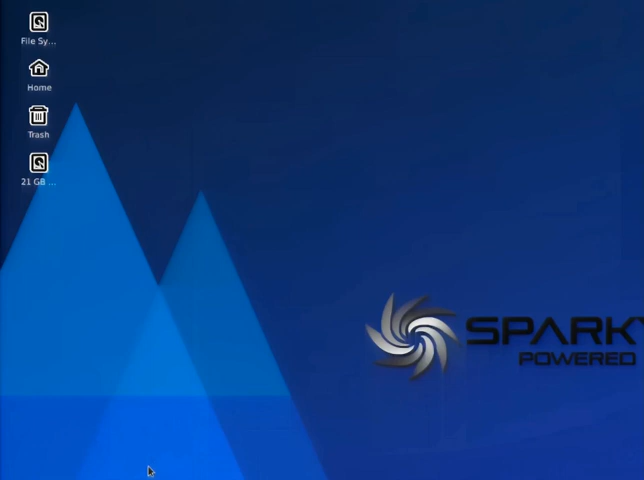 File Sy...
Home
Trash
21 GB ...
SPARKY
POWERED